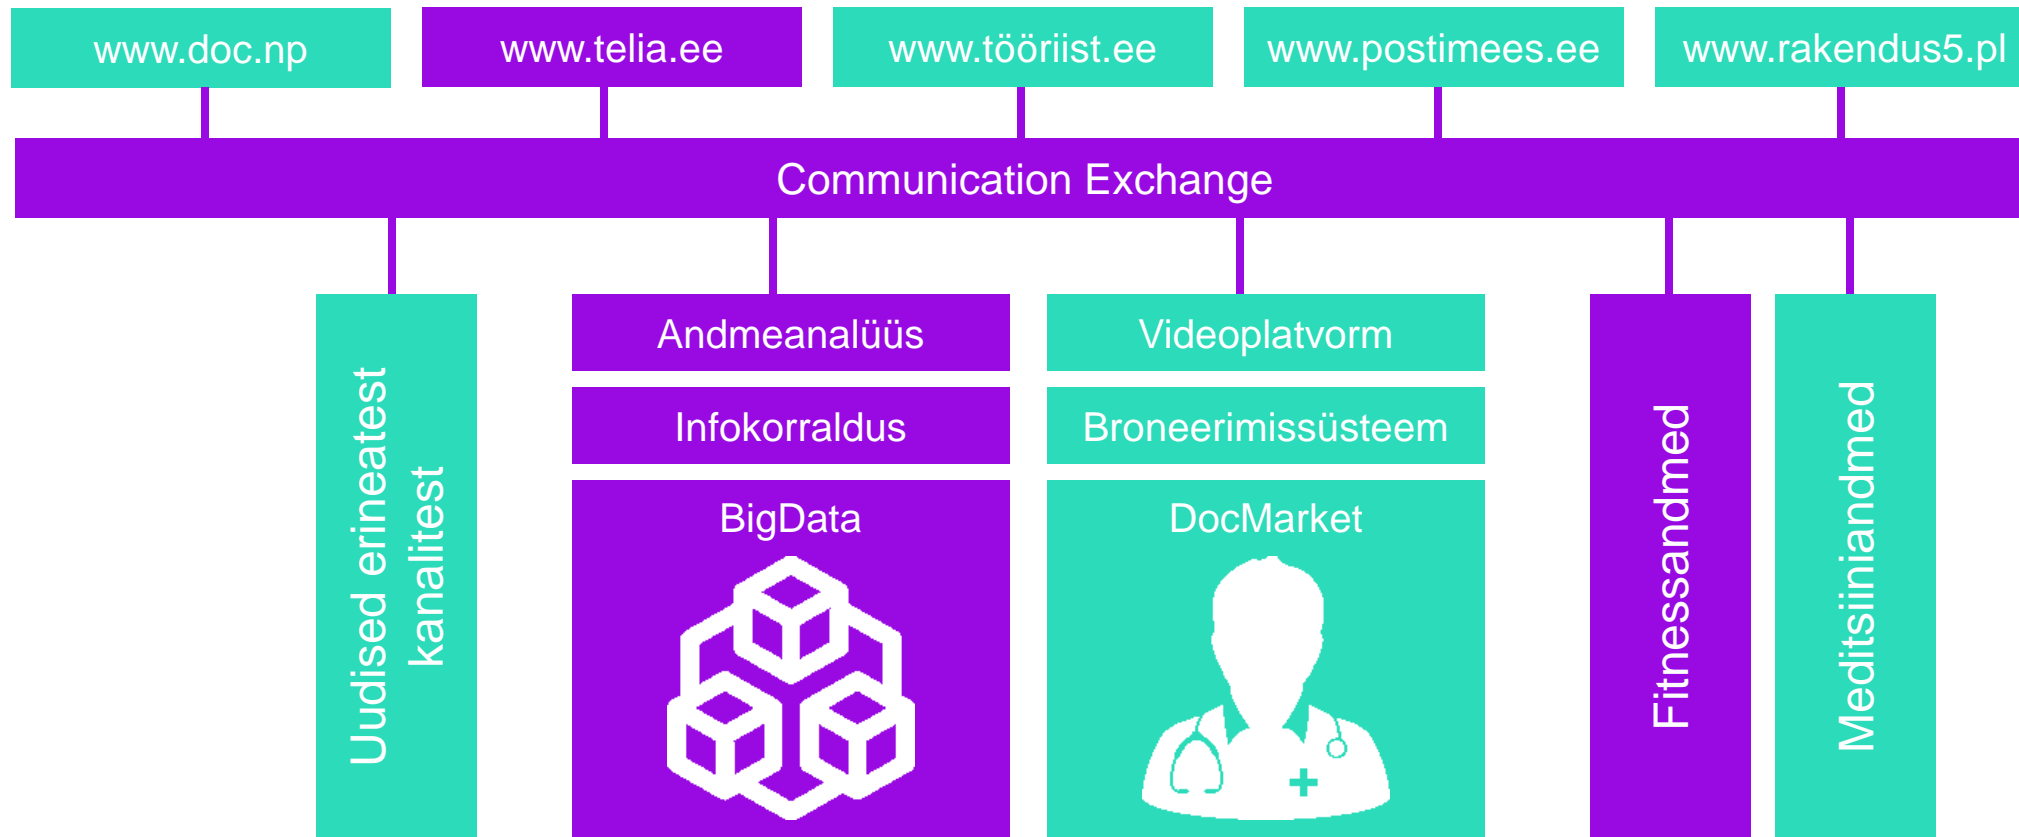 www.doc.np
www.telia.ee
www.tööriist.ee
www.postimees.ee
www.rakendus5.pl
Communication Exchange
Uudised erineatest
kanalitest
Andmeanalüüs
Infokorraldus
BigData
Videoplatvorm
Broneerimissüsteem
DocMarket
Fitnessandmed
Meditsiiniandmed